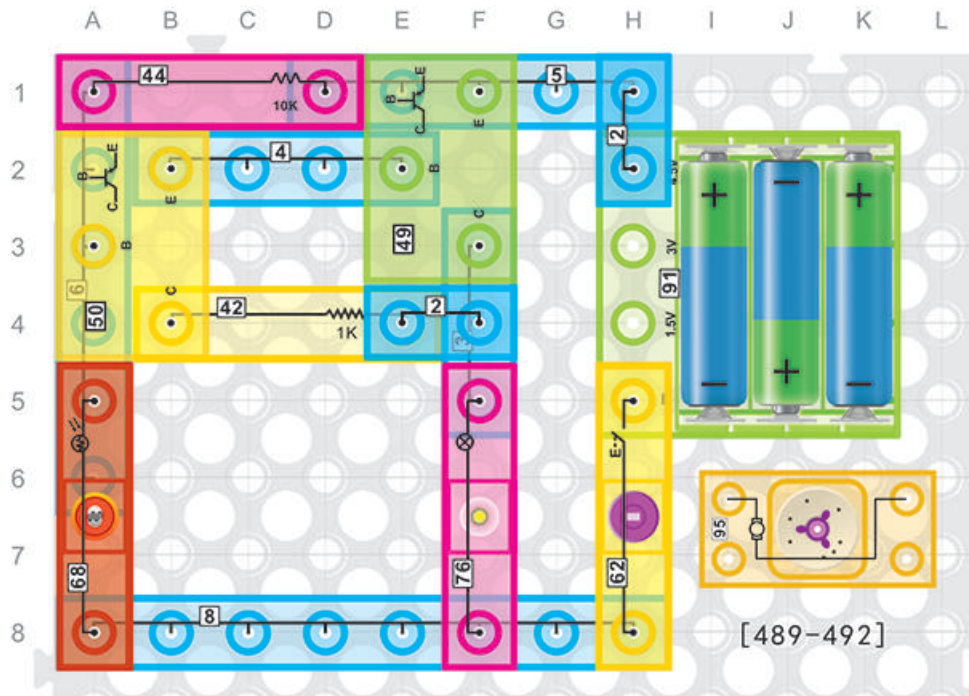 A B C D E F G H I J K L
1 44 10K B E C E 5 2
2 B E C E 4 B 4.5V
3 6 B 49 C 3V 91
4 50 C 42 1K 2 3 1.5V
5
6 E
7 68 76 62 95
8 8 [489-492]